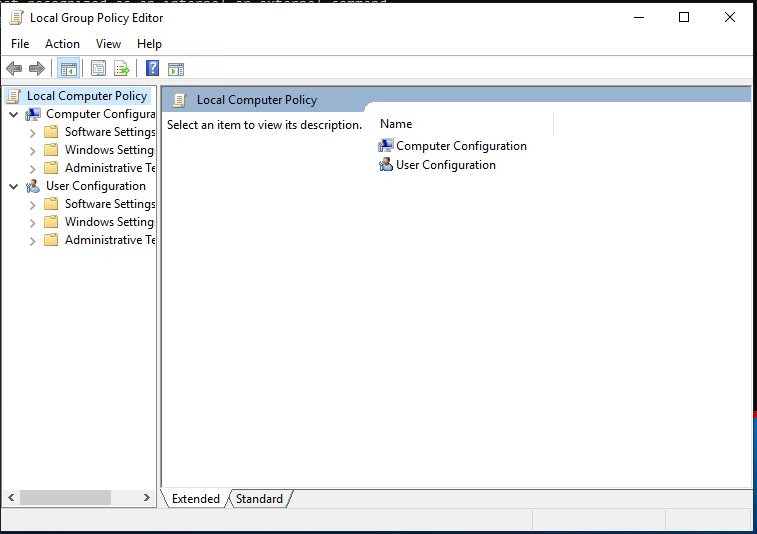 Local Group Policy Editor
File Action View Help
Local Computer Policy
Computer Configura
Software Settings
Windows Setting
Administrative Te
User Configuration
Software Settings
Windows Setting
Administrative Te
Local Computer Policy
Select an item to view its description.
Name
Computer Configuration
User Configuration
Extended Standard